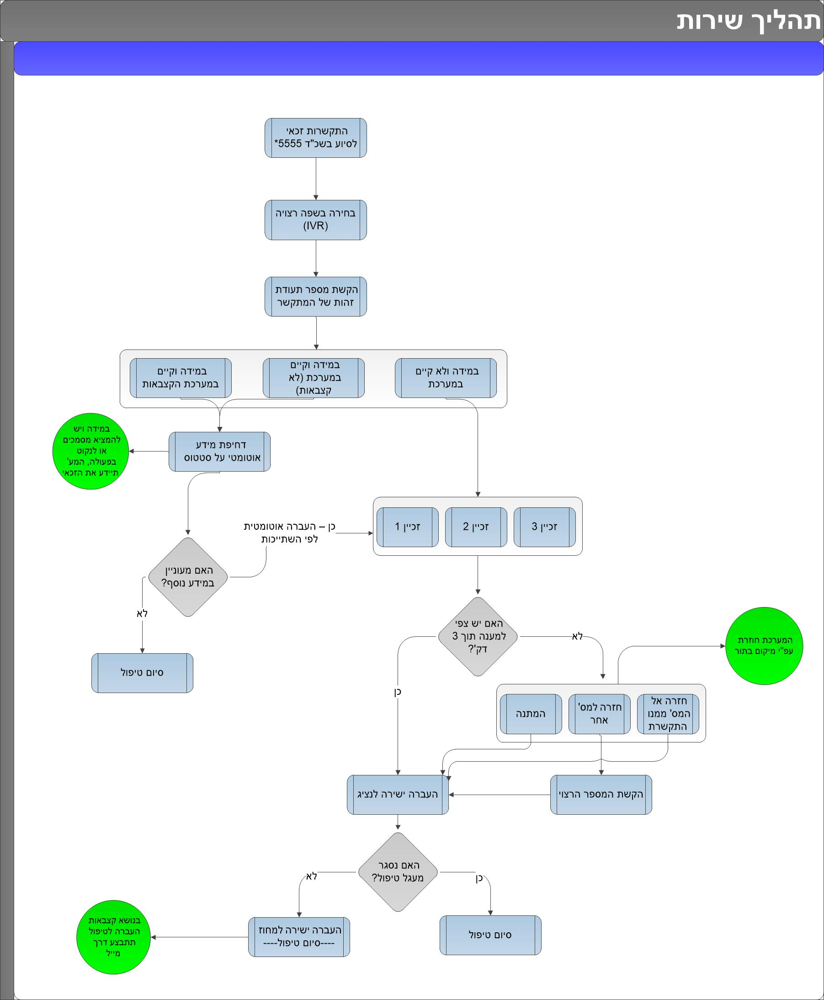 תהליך שירות
התקשרות זכאי
לסיוע בשכ"ד 5555*
בחירה בשפה רצויה
(IVR)
הקשת מספר תעודת
זהות של המתקשר
במידה ולא קיים
במערכת
במידה וקיים
במערכת (לא
קצבאות)
במידה וקיים
במערכת הקצבאות
דחיפת מידע
אוטומטי על סטטוס
במידה ויש
להמציא מסמכים
או לנקוט
בפעולה, המע'
תיידע את הזכאי
זכיין 3
זכיין 2
זכיין 1
כן – העברה אוטומטית
לפי השתייכות
האם מעוניין
במידע נוסף?
לא
סיום טיפול
האם יש צפי
למענה תוך 3
דק'?
לא
כן
המערכת חוזרת
עפ"י מיקום בתור
חזרה אל
המס' ממנו
התקשרת
חזרה למס'
אחר
המתנה
הקשת המספר הרצוי
העברה ישירה לנציג
האם נסגר
מעגל טיפול?
כן
לא
סיום טיפול
העברה ישירה למחוז
----סיום טיפול----
בנושא קצבאות
העברה לטיפול
תתבצע דרך
מייל